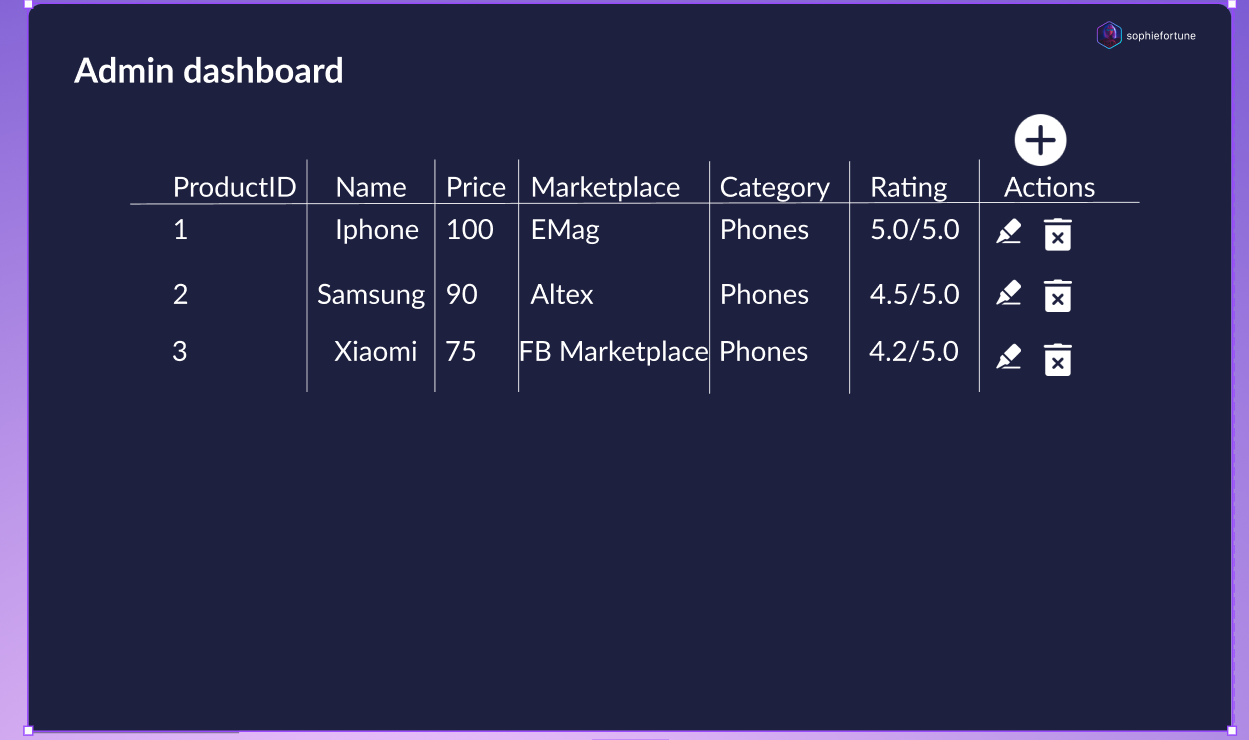 sophiefortune
Admin dashboard
ProductID Name Price Marketplace Category Rating Actions
1 Iphone 100 EMag Phones 5.0/5.0
2 Samsung 90 Altex Phones 4.5/5.0
3 Xiaomi 75 FB Marketplace Phones 4.2/5.0